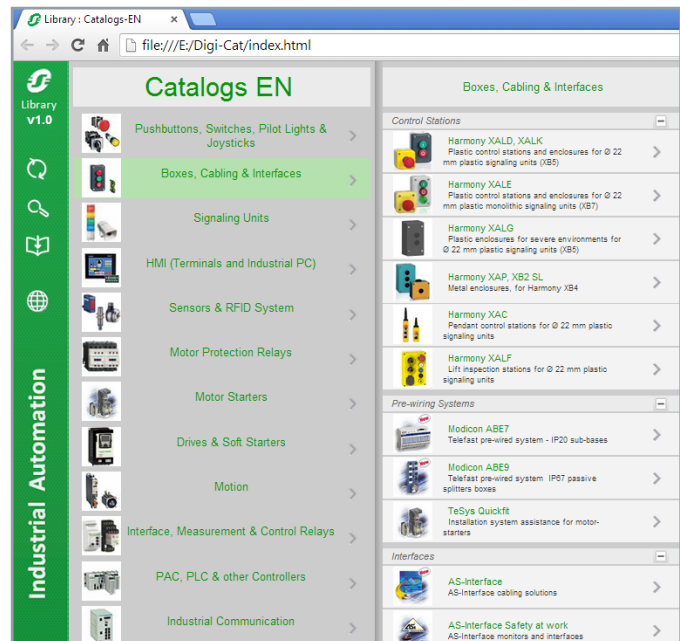 Library : Catalogs-EN
file:///E:/Digi-Cat/index.html
Library
v1.0
Industrial Automation
Catalogs EN
Pushbuttons, Switches, Pilot Lights &
Joysticks
Boxes, Cabling & Interfaces
Signaling Units
HMI (Terminals and Industrial PC)
Sensors & RFID System
Motor Protection Relays
Motor Starters
Drives & Soft Starters
Motion
Interface, Measurement & Control Relays
PAC, PLC & other Controllers
Industrial Communication
Boxes, Cabling & Interfaces
Control Stations
Harmony XALD, XALK
Plastic control stations and enclosures for Ø 22
mm plastic signaling units (XB5)
Harmony XALE
Plastic control stations and enclosures for Ø 22
mm plastic monolithic signaling units (XB7)
Harmony XALG
Plastic enclosures for severe environments for
Ø 22 mm plastic signaling units (XB5)
Harmony XAP, XB2 SL
Metal enclosures, for Harmony XB4
Harmony XAC
Pendant control stations for Ø 22 mm plastic
signaling units
Harmony XALF
Lift inspection stations for Ø 22 mm plastic
signaling units
Pre-wiring Systems
New
Modicon ABE7
Telefast pre-wired system - IP20 sub-bases
New
Modicon ABE9
Telefast pre-wired system IP67 passive
splitters boxes
TeSys Quickfit
Installation system assistance for motor-
starters
Interfaces
New
AS-Interface
AS-Interface cabling solutions
AS-Interface Safety at work
AS-Interface monitors and interfaces